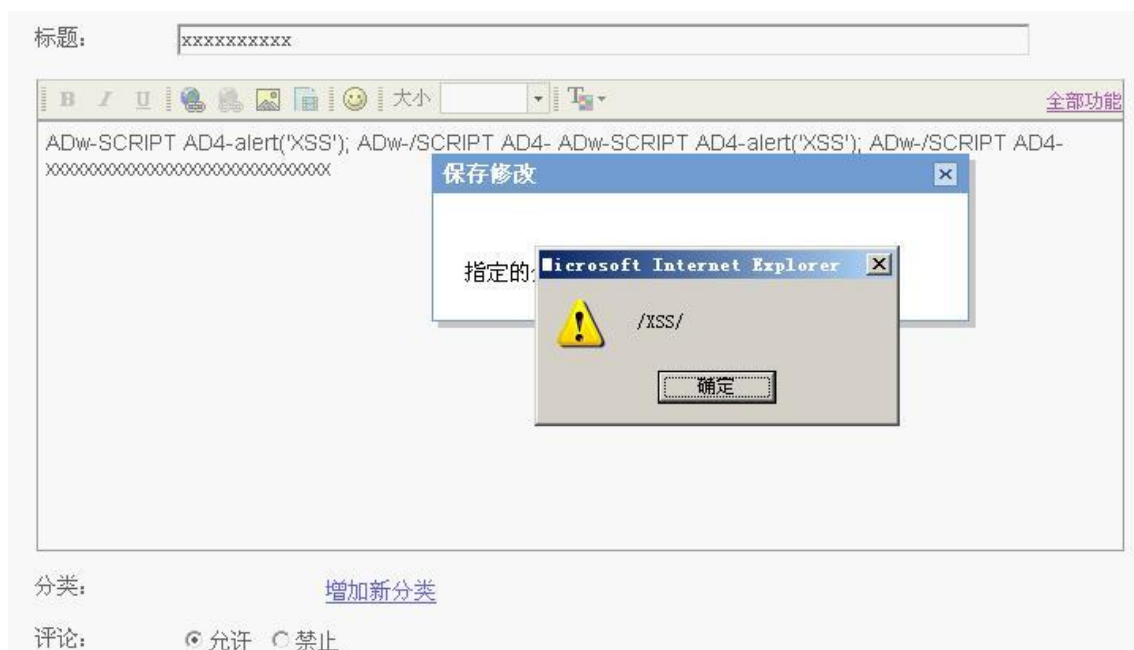 标题:
xxxxxxxxxx
B I U 大小 T 全部功能
ADw-SCRIPT AD4-alert('XSS'); ADw-/SCRIPT AD4- ADw-SCRIPT AD4-alert('XSS'); ADw-/SCRIPT AD4-
保存修改
指定的
Microsoft Internet Explorer
/XSS/
确定
分类:
增加新分类
评论:
允许 禁止